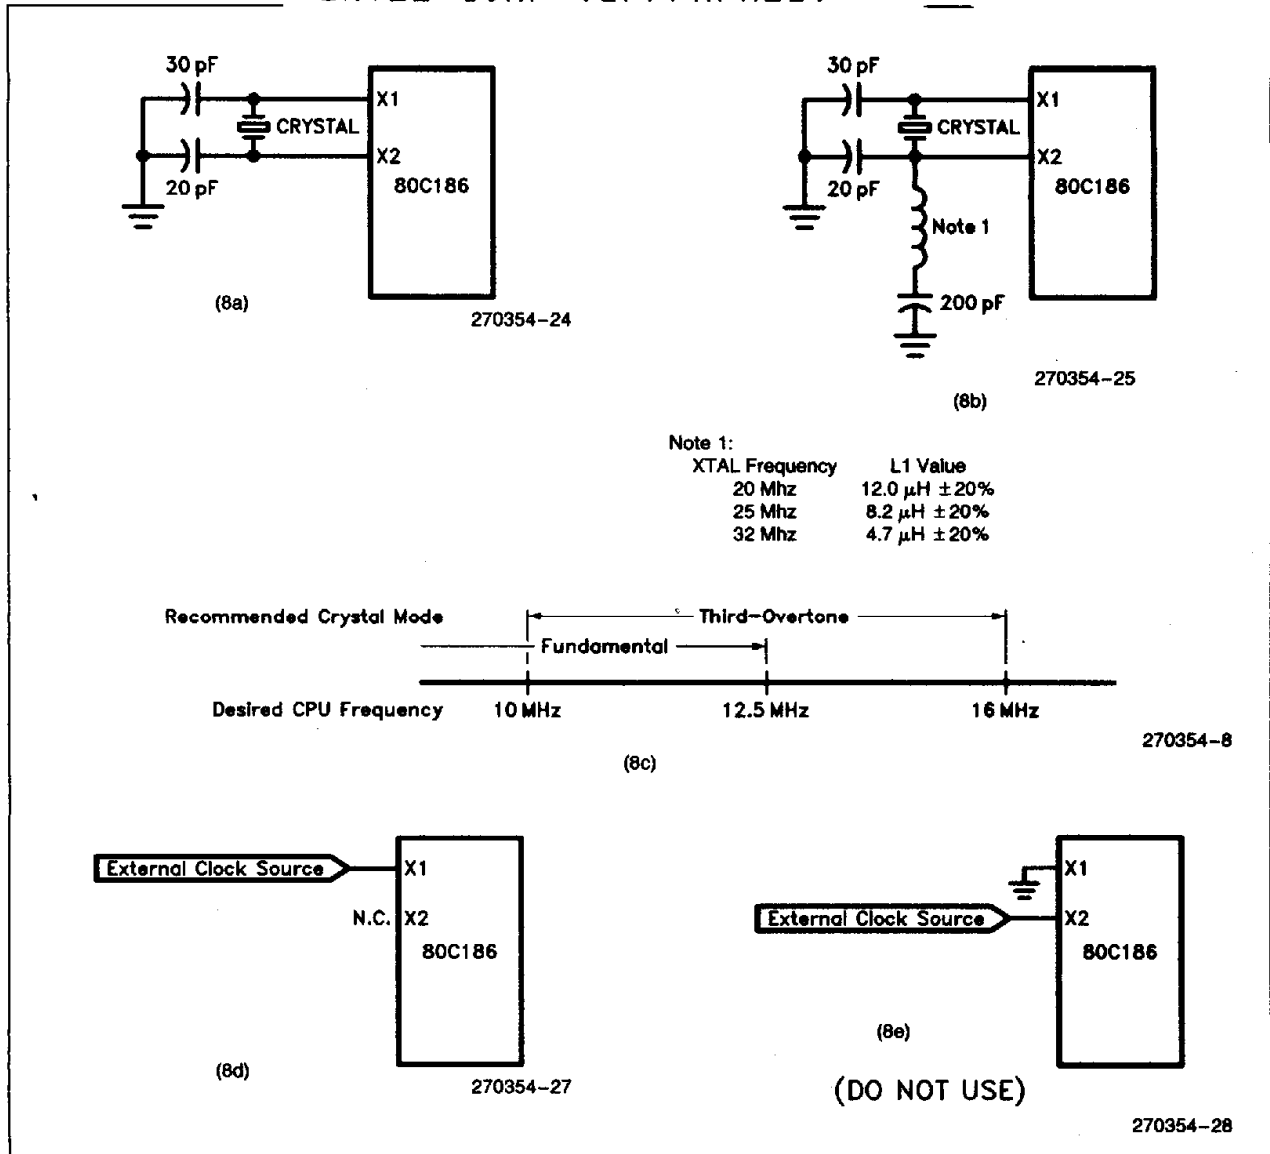 30 pF
X1
CRYSTAL
X2
20 pF
80C186
(8a)
270354-24
30 pF
X1
CRYSTAL
X2
20 pF
80C186
Note 1
200 pF
270354-25
(8b)
Note 1:
XTAL Frequency L1 Value
20 Mhz 12.0 μH ±20%
25 Mhz 8.2 μH ±20%
32 Mhz 4.7 μH ±20%
Recommended Crystal Mode Third-Overtone
Fundamental
Desired CPU Frequency 10 MHz 12.5 MHz 16 MHz
270354-8
(8c)
External Clock Source X1
N.C. X2
80C186
(8d)
270354-27
X1
External Clock Source X2
80C186
(8e)
(DO NOT USE)
270354-28